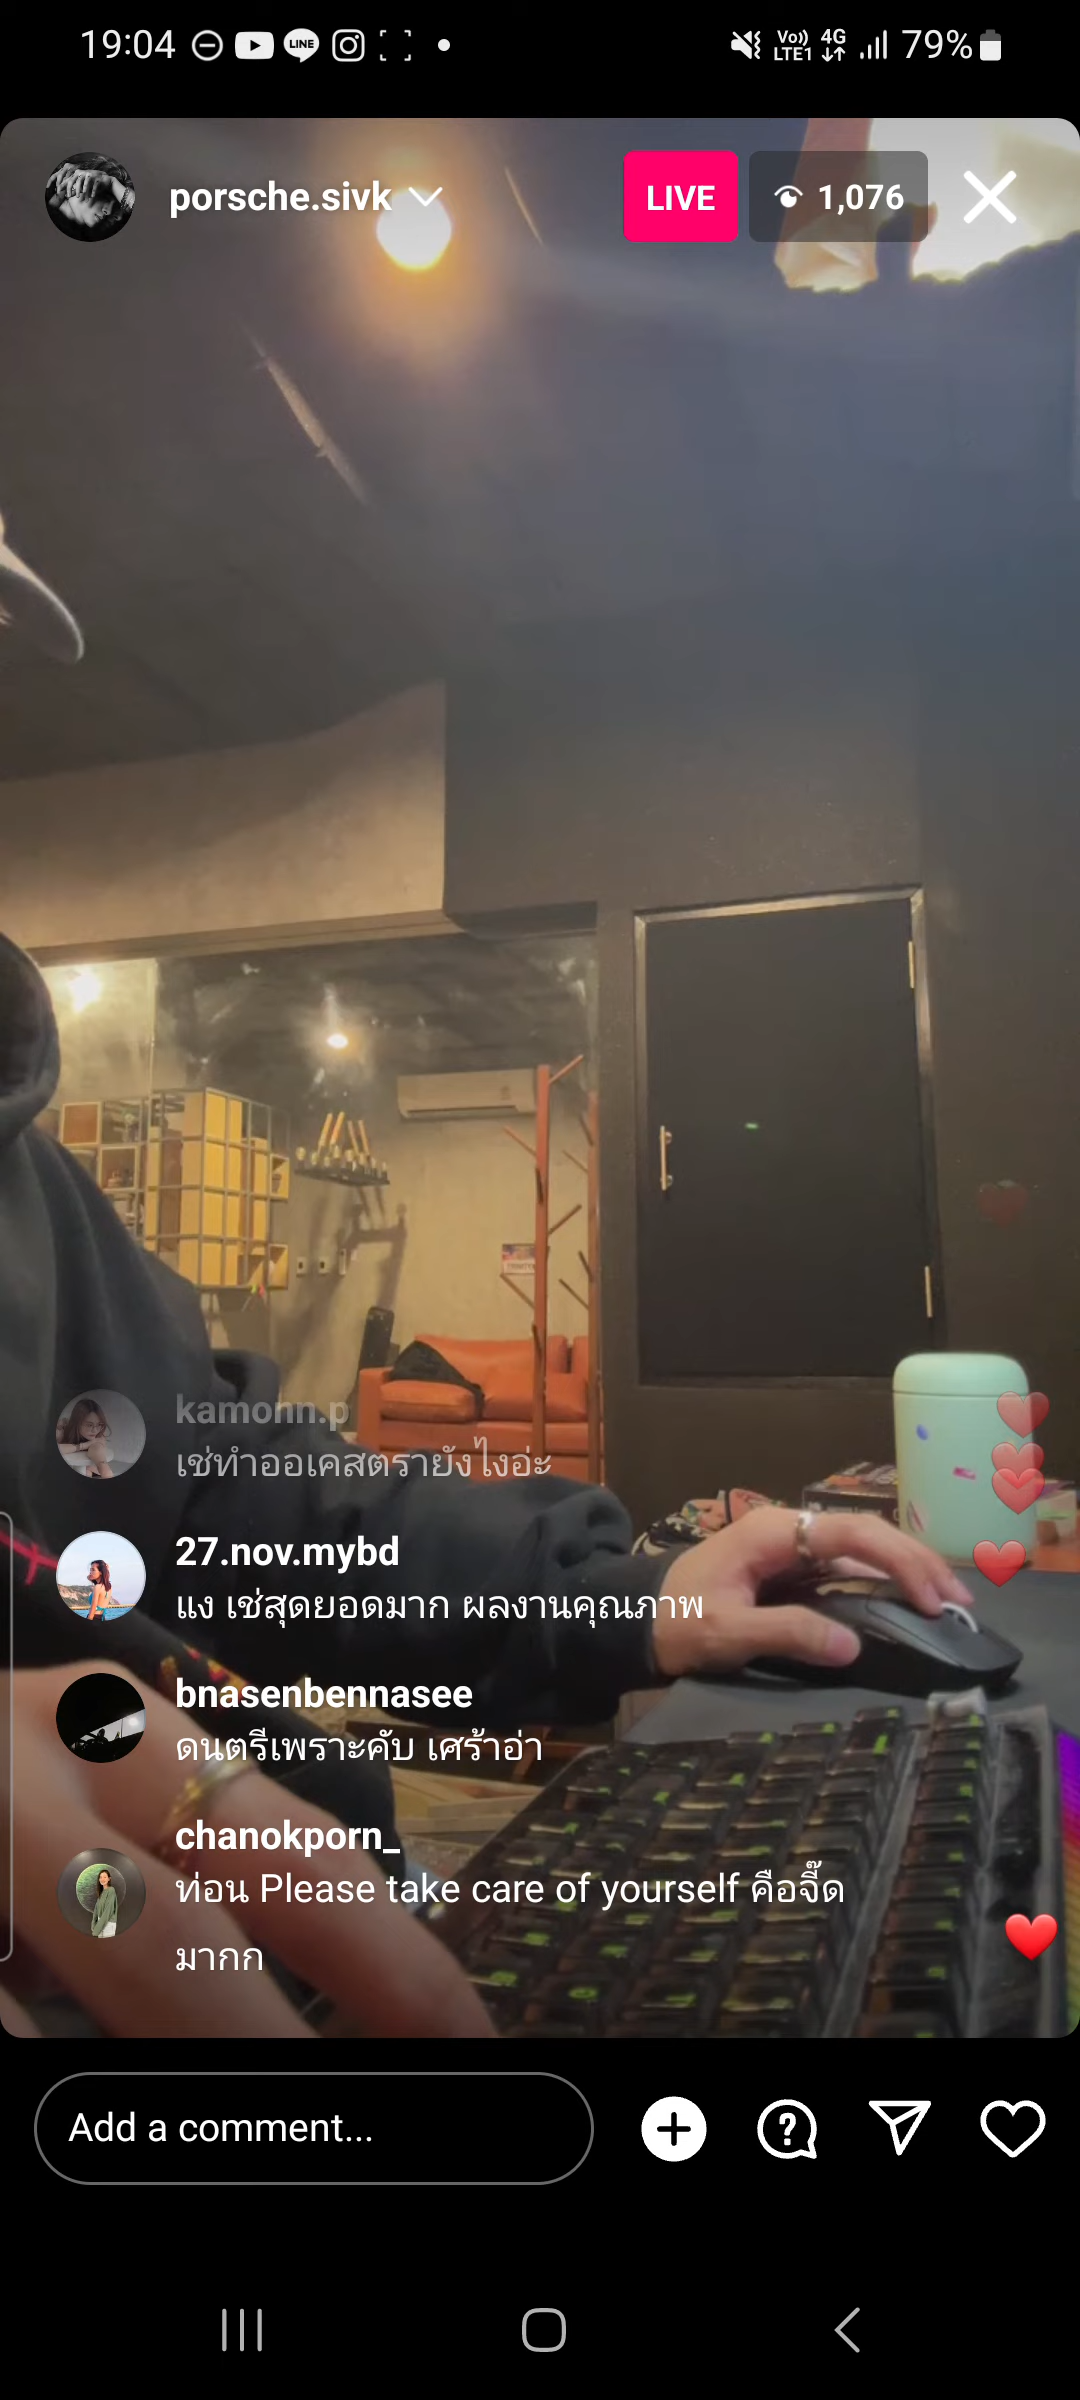 19:04
LINE
Vo))
LTE1
4G
79%
porsche.sivk
LIVE
1,076
kamonn.p
เช่ทำออเคสตรายังไงอ่ะ
27.nov.mybd
แง เช่สุดยอดมาก ผลงานคุณภาพ
bnasenbennasee
ดนตรีเพราะคับ เศร้าอ่า
chanokporn_
ท่อน Please take care of yourself คือจี๊ด
มากก
Add a comment...